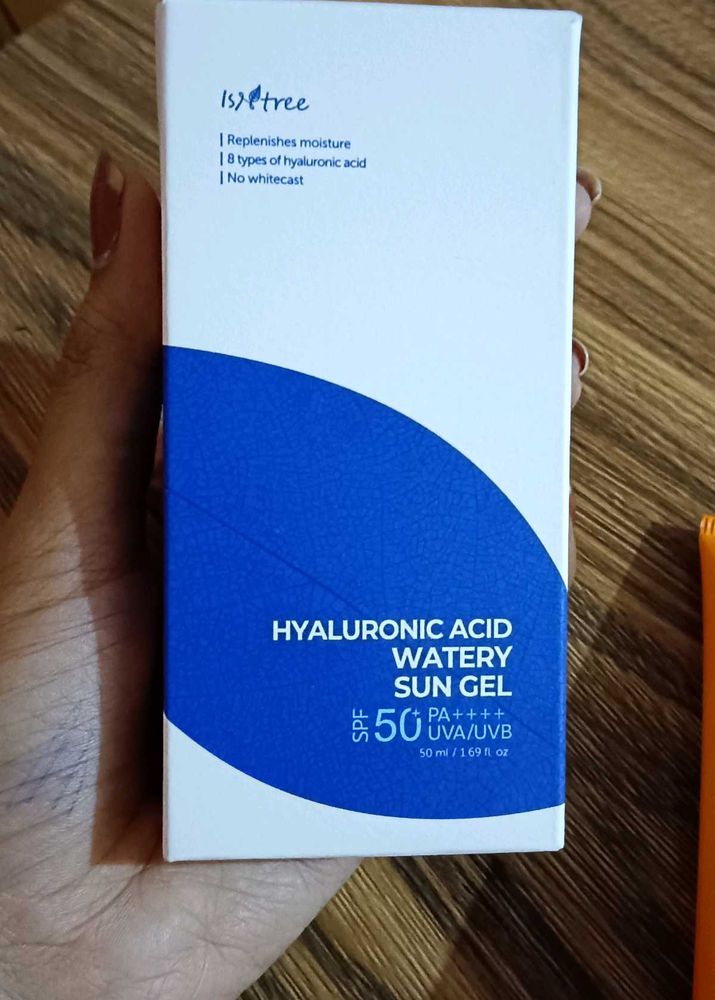 Isntree
Replenishes moisture
8 types of hyaluronic acid
No whitecast
HYALURONIC ACID
WATERY
SUN GEL
SPF 50+ PA++++
UVA/UVB
50 ml / 1.69 fl. oz